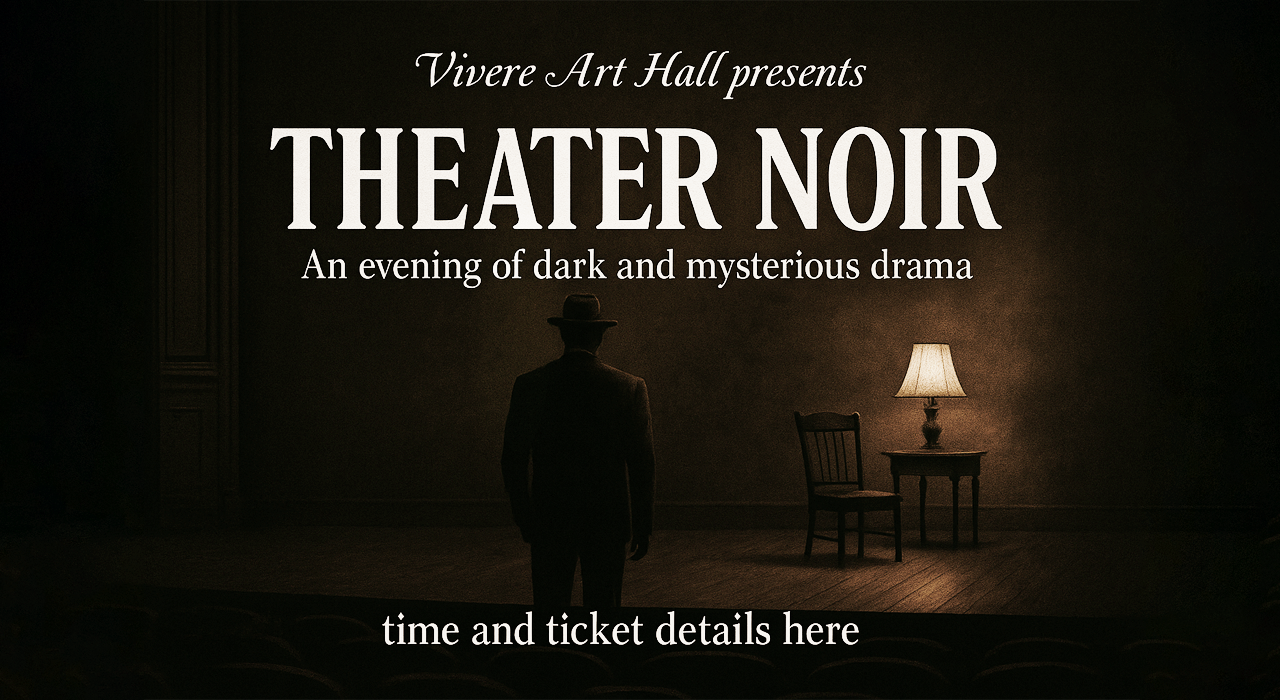 Vivere Art Hall presents
THEATER NOIR
An evening of dark and mysterious drama
time and ticket details here